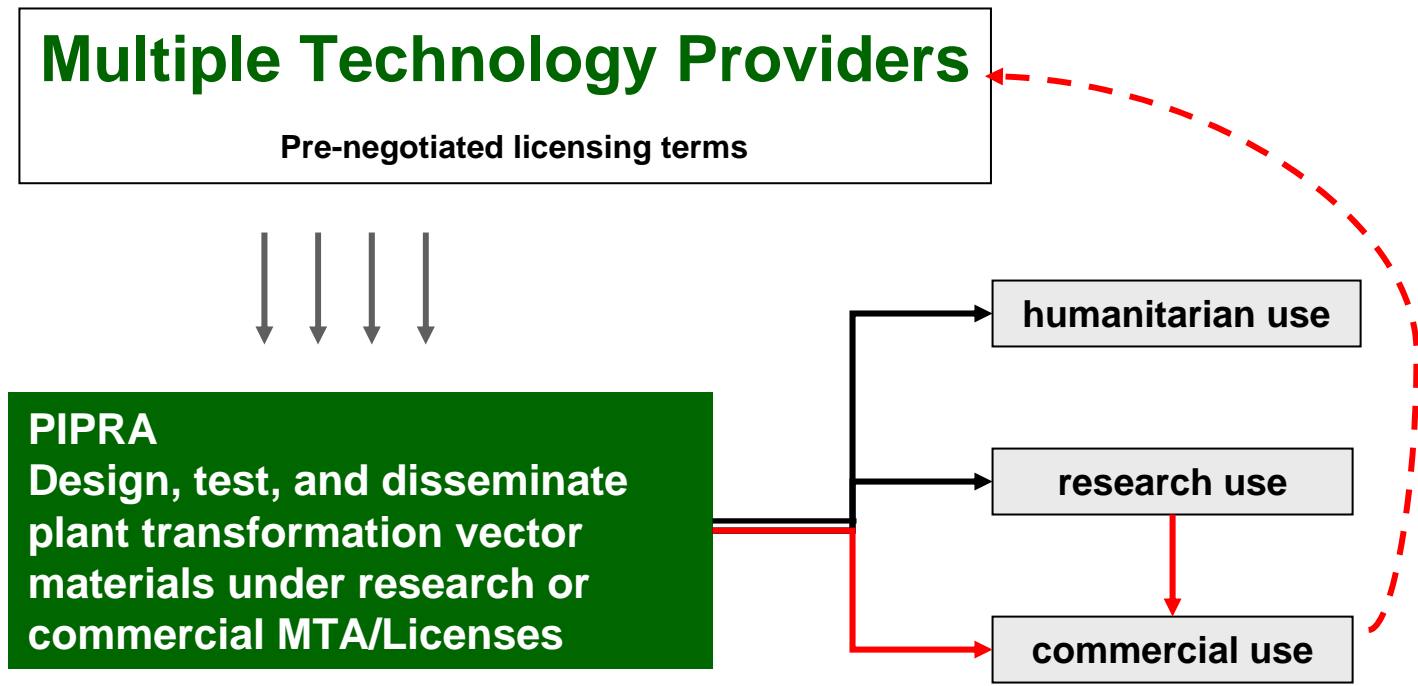 Multiple Technology Providers
Pre-negotiated licensing terms
humanitarian use
PIPRA
Design, test, and disseminate
plant transformation vector
materials under research or
commercial MTA/Licenses
research use
commercial use